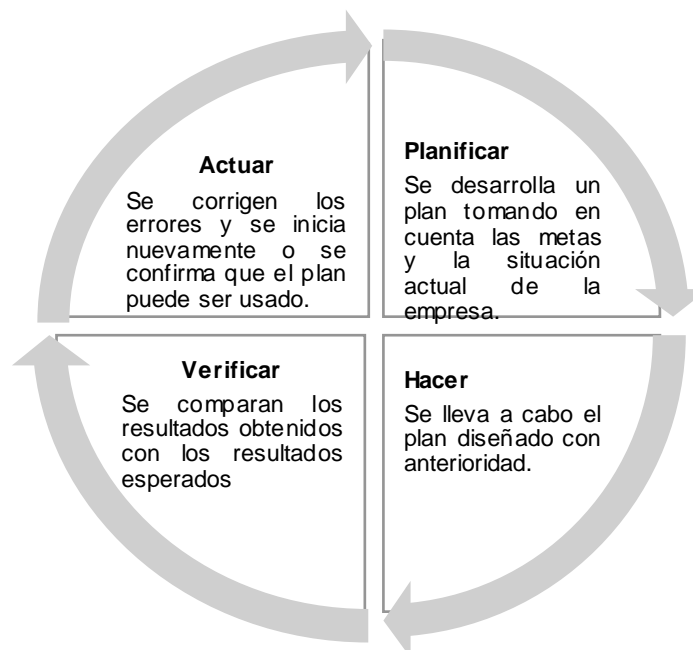 Actuar
Se corrigen los
errores y se inicia
nuevamente o se
confirma que el plan
puede ser usado.
Planificar
Se desarrolla un
plan tomando en
cuenta las metas
y la situación
actual de la
empresa.
Verificar
Se comparan los
resultados obtenidos
con los resultados
esperados
Hacer
Se lleva a cabo el
plan diseñado con
anterioridad.